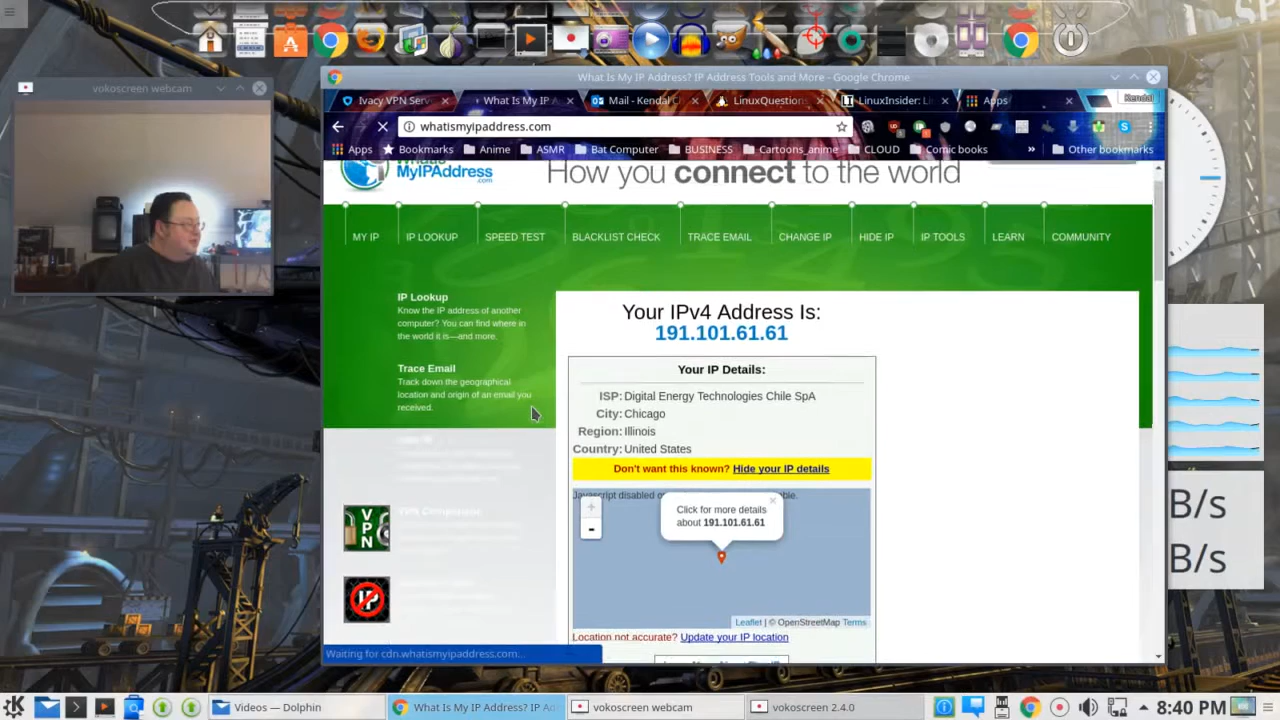 vokoscreen webcam
What Is My IP Address? IP Address Tools and More - Google Chrome
Kendal
Ivacy VPN Serv
What Is My IP A
Mail - Kendal C
LinuxQuestions
LinuxInsider: Li
Apps
whatismyipaddress.com
Apps
Bookmarks
Anime
ASMR
Bat Computer
BUSINESS
Cartoons_anime
CLOUD
Comic books
»
Other bookmarks
MyIPAddress.com
How you connect to the world
MY IP
IP LOOKUP
SPEED TEST
BLACKLIST CHECK
TRACE EMAIL
CHANGE IP
HIDE IP
IP TOOLS
LEARN
COMMUNITY
IP Lookup
Know the IP address of another
computer? You can find where in
the world it is—and more.
Trace Email
Track down the geographical
location and origin of an email you
received.
VPN
IP
Your IPv4 Address Is:
191.101.61.61
Your IP Details:
ISP: Digital Energy Technologies Chile SpA
City: Chicago
Region: Illinois
Country: United States
Don't want this known? Hide your IP details
Javascript disabled
Click for more details
about 191.101.61.61
+
-
Leaflet | © OpenStreetMap Terms
Location not accurate? Update your IP location
Waiting for cdn.whatismyipaddress.com...
B/s
B/s
Videos — Dolphin
What Is My IP Address? IP Ad
vokoscreen webcam
vokoscreen 2.4.0
8:40 PM